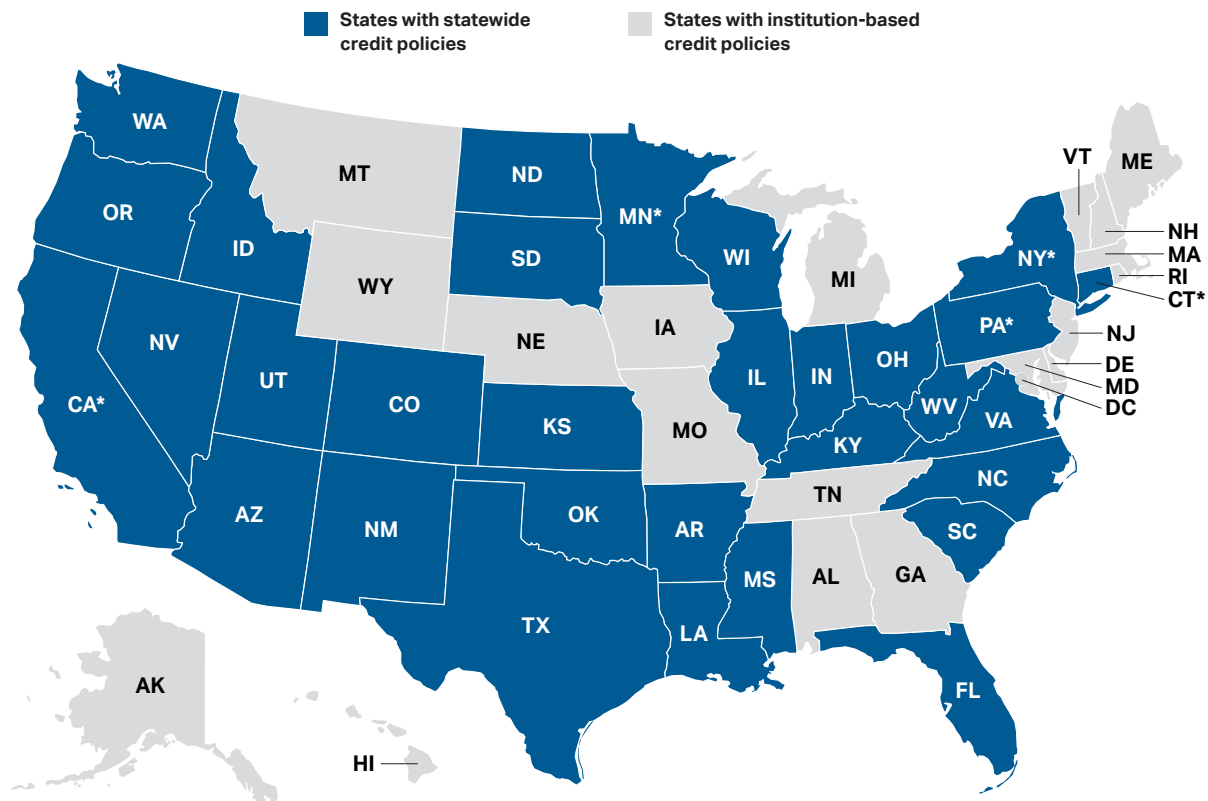 States with statewide
credit policies
States with institution-based
credit policies
WA
MT
ND
MN*
VT
ME
OR
ID
SD
WI
NY*
NH
MA
RI
CT*
WY
MI
NV
NE
IA
PA*
NJ
UT
CO
IL
IN
OH
DE
MD
DC
CA*
KS
MO
KY
WV
VA
AZ
NM
OK
AR
TN
NC
SC
TX
LA
MS
AL
GA
FL
AK
HI